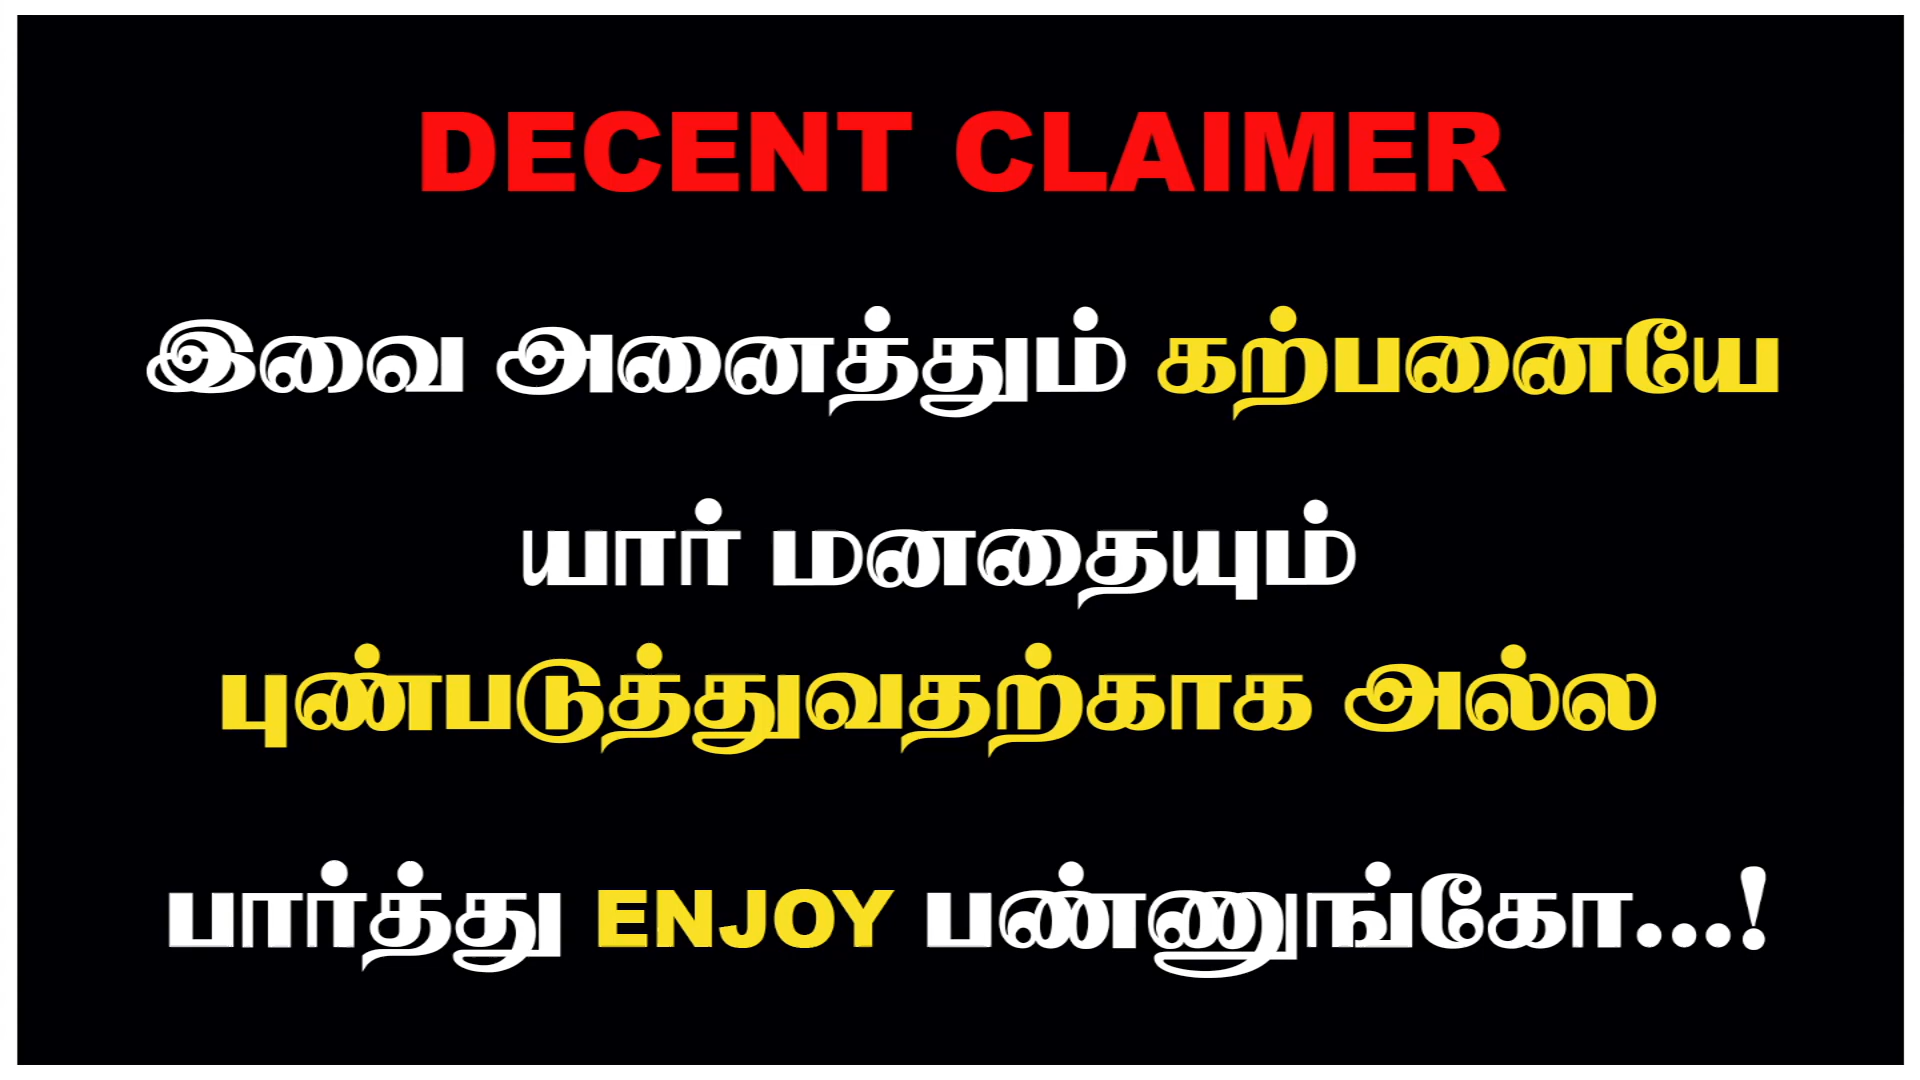 DECENT CLAIMER
இவை அனைத்தும் கற்பனையே
யார் மனதையும்
புண்படுத்துவதற்காக அல்ல
பார்த்து ENJOY பண்ணுங்கோ...!